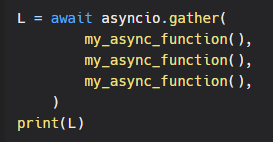 L = await asyncio.gather(
        my_async_function(),
        my_async_function(),
        my_async_function(),
    )
print(L)